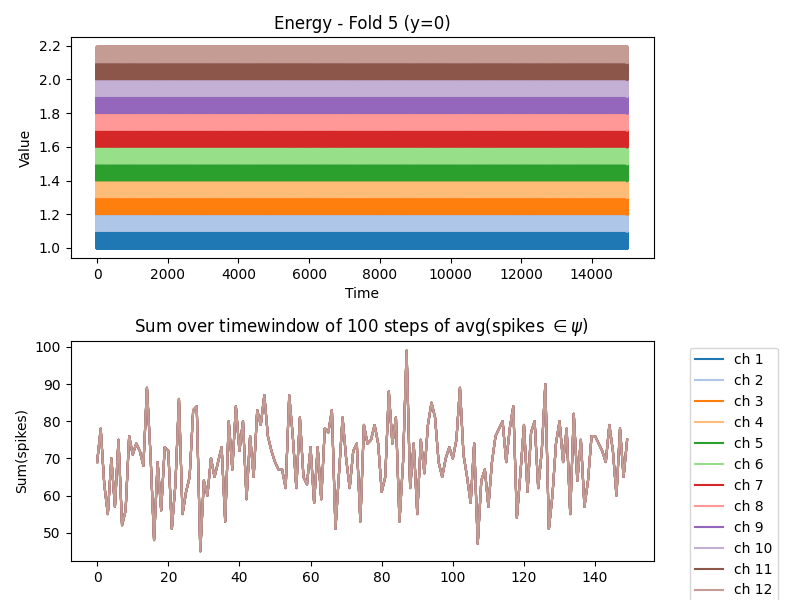 Energy - Fold 5 (y=0)
2.2
2.0
1.8
1.6
1.4
1.2
1.0
Value
0 2000 4000 6000 8000 10000 12000 14000
Time
Sum over timewindow of 100 steps of avg(spikes ∈ψ)
100
90
80
70
60
50
Sum(spikes)
0 20 40 60 80 100 120 140
ch 1
ch 2
ch 3
ch 4
ch 5
ch 6
ch 7
ch 8
ch 9
ch 10
ch 11
ch 12